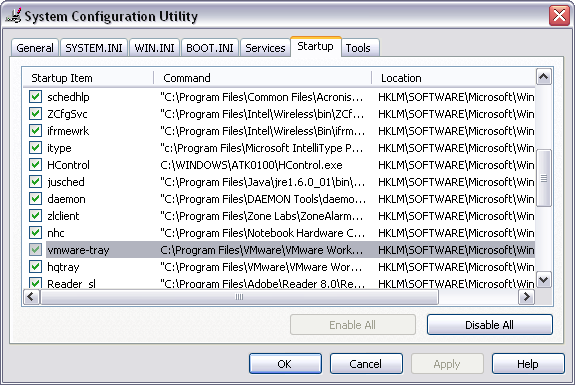 System Configuration Utility
General SYSTEM.INI WIN.INI BOOT.INI Services Startup Tools
Startup Item Command Location
schedhlp "C:\Program Files\Common Files\Acronis... HKLM\SOFTWARE\Microsoft\Win
ZCfgSvc "C:\Program Files\Intel\Wireless\bin\ZCf... HKLM\SOFTWARE\Microsoft\Win
ifrmewrk "C:\Program Files\Intel\Wireless\Bin\ifrm... HKLM\SOFTWARE\Microsoft\Win
itype "c:\Program Files\Microsoft IntelliType P... HKLM\SOFTWARE\Microsoft\Win
HControl C:\WINDOWS\ATK0100\HControl.exe HKLM\SOFTWARE\Microsoft\Win
jusched "C:\Program Files\Java\jre1.6.0_01\bin\... HKLM\SOFTWARE\Microsoft\Win
daemon "C:\Program Files\DAEMON Tools\daemo... HKLM\SOFTWARE\Microsoft\Win
zlclient "C:\Program Files\Zone Labs\ZoneAlarm... HKLM\SOFTWARE\Microsoft\Win
nhc "C:\Program Files\Notebook Hardware C... HKLM\SOFTWARE\Microsoft\Win
vmware-tray C:\Program Files\VMware\VMware Work... HKLM\SOFTWARE\Microsoft\Win
hqtray "C:\Program Files\VMware\VMware Wor... HKLM\SOFTWARE\Microsoft\Win
Reader_sl "C:\Program Files\Adobe\Reader 8.0\Re... HKLM\SOFTWARE\Microsoft\Win
Enable All Disable All
OK Cancel Apply Help